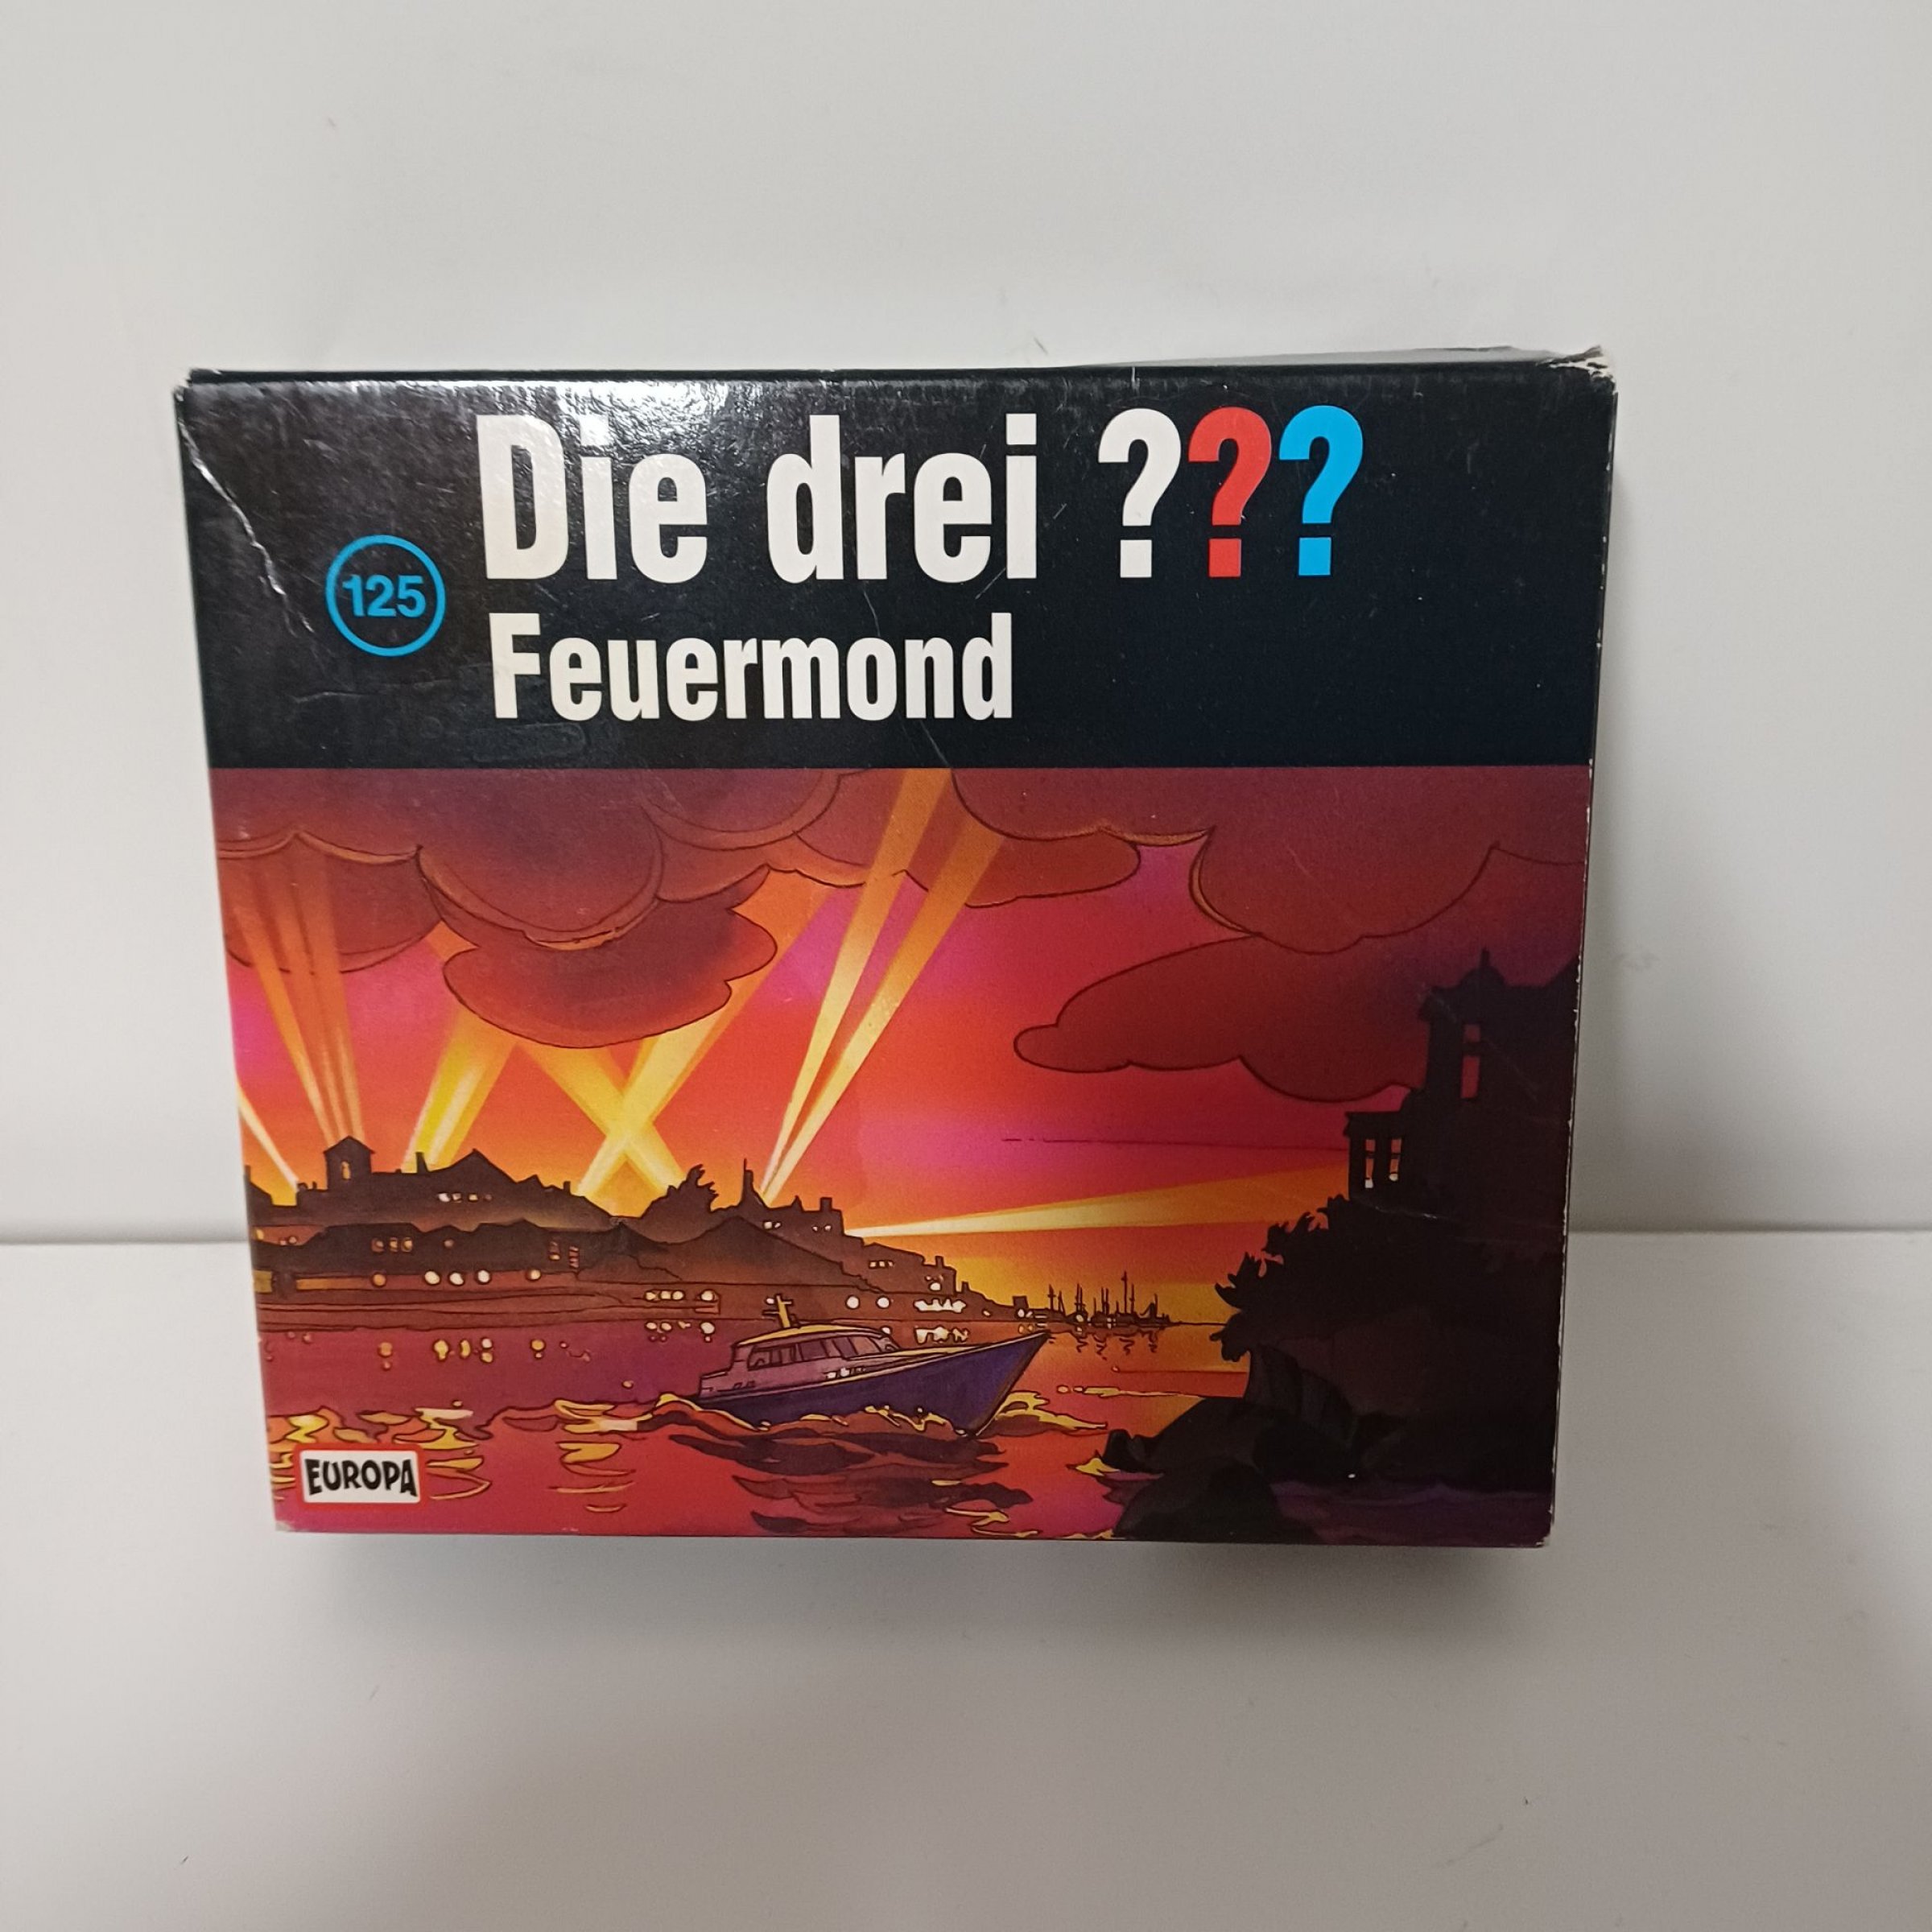 Die drei ???
125
Feuermond
EUROPA